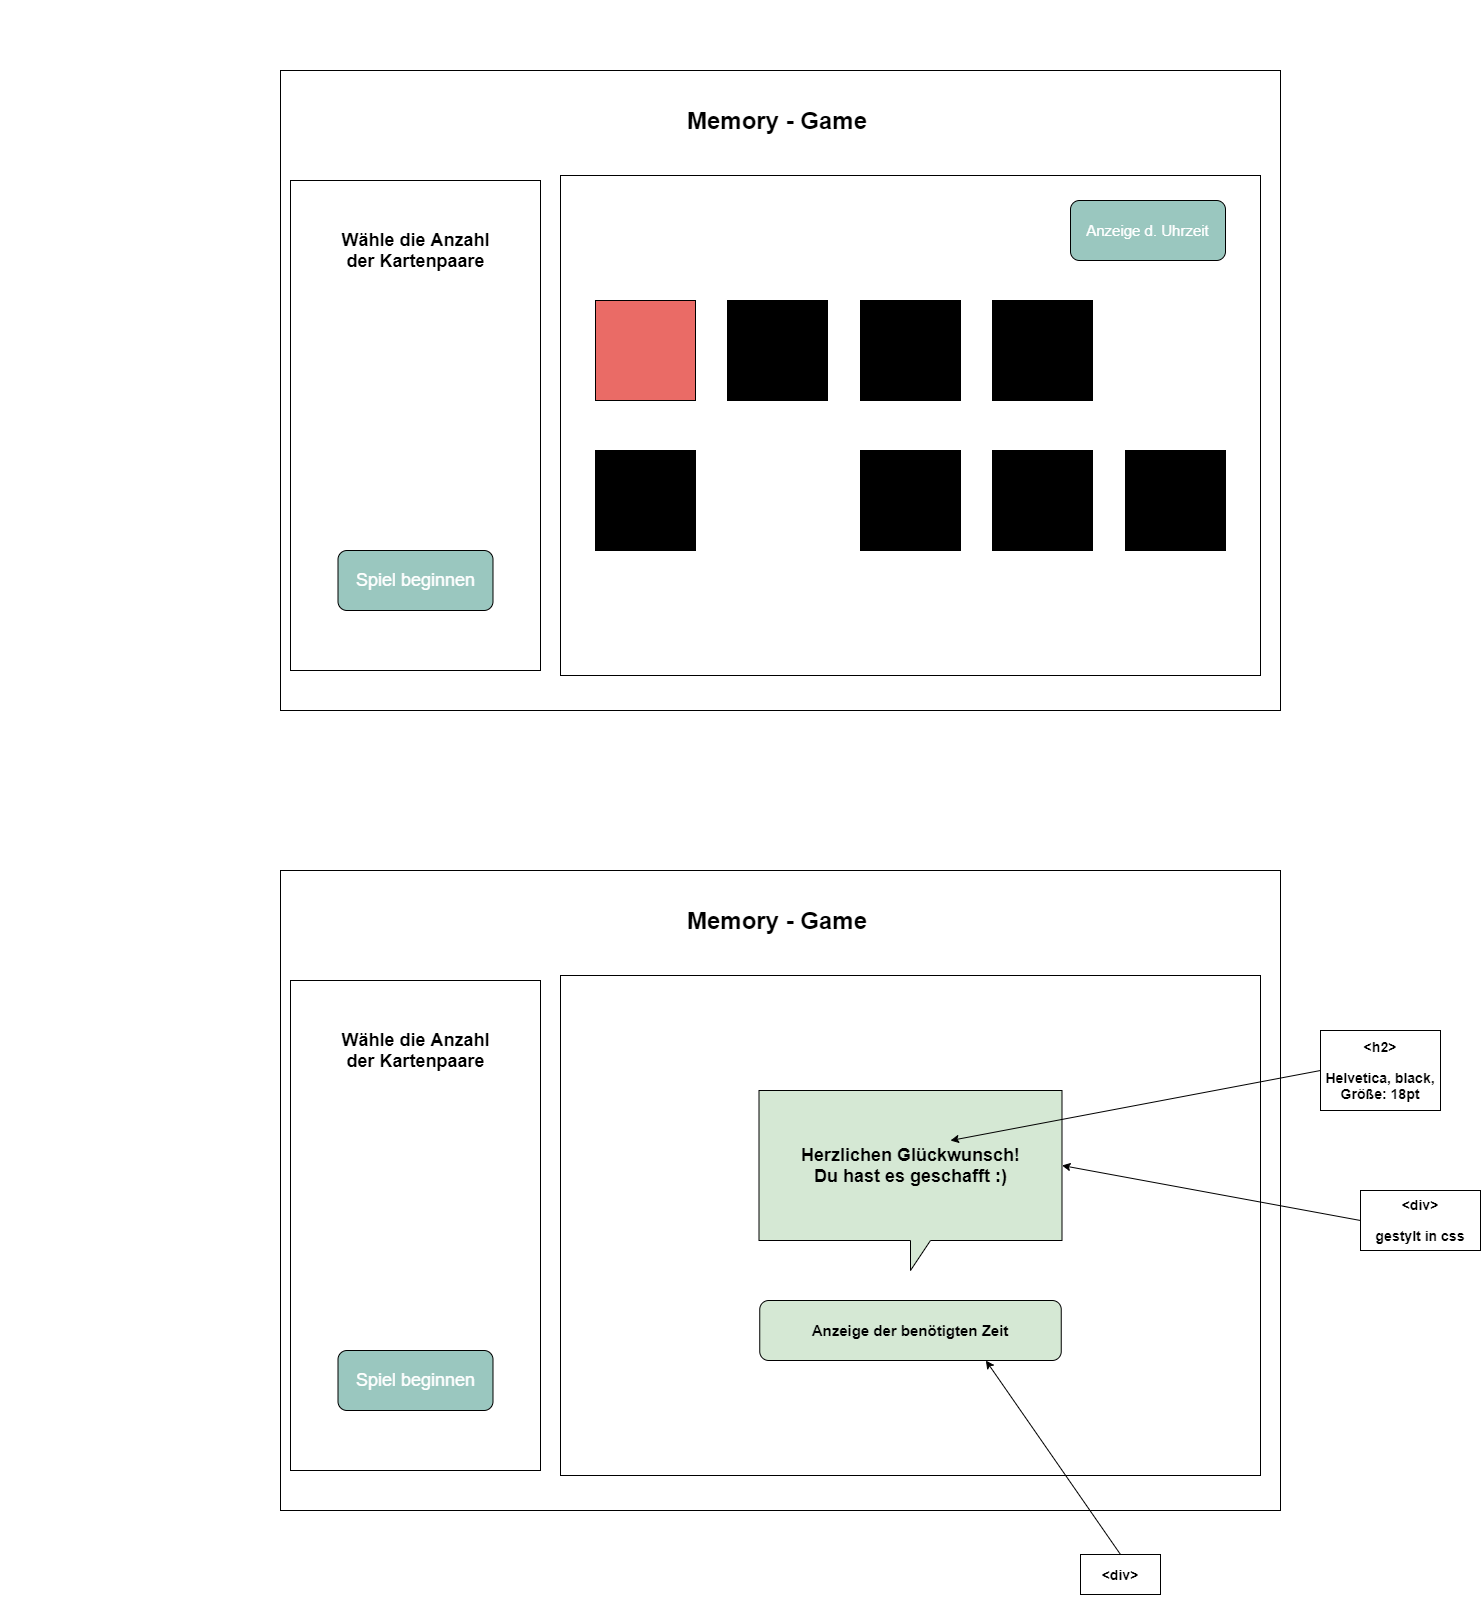 Memory - Game
Wähle die Anzahl
der Kartenpaare
Anzeige d. Uhrzeit
Spiel beginnen
Memory - Game
Wähle die Anzahl
der Kartenpaare
<h2>
Helvetica, black,
Größe: 18pt
Herzlichen Glückwunsch!
Du hast es geschafft :)
<div>
gestylt in css
Anzeige der benötigten Zeit
Spiel beginnen
<div>